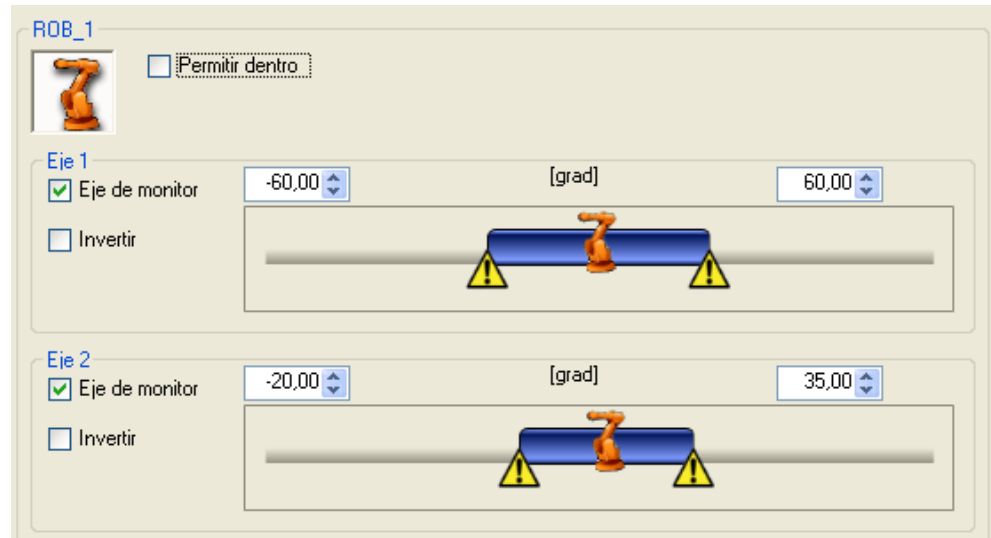 ROB_1
Permitir dentro
Eje 1
Eje de monitor
-60,00
[grad]
60,00
Invertir
Eje 2
Eje de monitor
-20,00
[grad]
35,00
Invertir